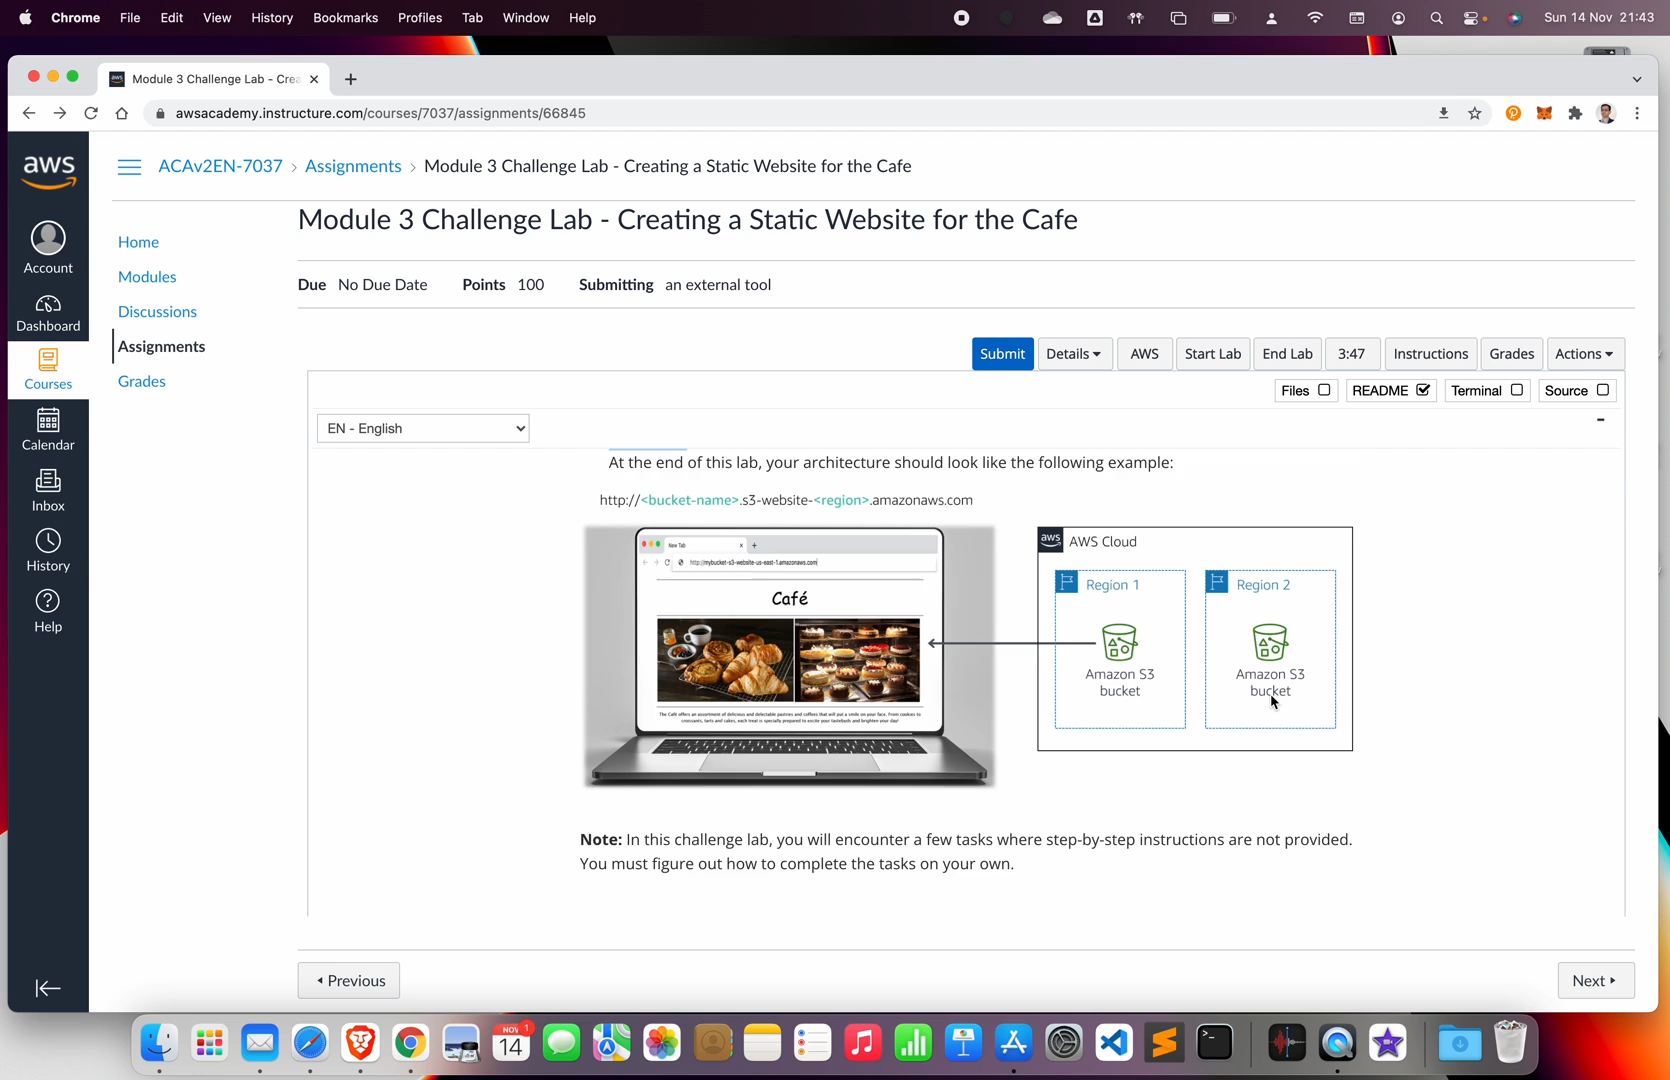 Chrome File Edit View History Bookmarks Profiles Tab Window Help Sun 14 Nov 21:43
Module 3 Challenge Lab - Crea
awsacademy.instructure.com/courses/7037/assignments/66845
aws
Account
Dashboard
Courses
Calendar
Inbox
History
Help
ACAv2EN-7037 > Assignments > Module 3 Challenge Lab - Creating a Static Website for the Cafe
Home
Modules
Discussions
Assignments
Grades
Module 3 Challenge Lab - Creating a Static Website for the Cafe
Due No Due Date Points 100 Submitting an external tool
Submit Details AWS Start Lab End Lab 3:47 Instructions Grades Actions
Files README Terminal Source
EN - English
At the end of this lab, your architecture should look like the following example:
http://<bucket-name>.s3-website-<region>.amazonaws.com
New Tab
http://mybucket-s3-website-us-east-1.amazonaws.com
Café
The Café offers an assortment of delicious and delectable pastries and coffees that will put a smile on your face. From cookies to
croissants, tarts and cakes, each treat is specially prepared to excite your tastebuds and brighten your day!
aws AWS Cloud
Region 1
Amazon S3
bucket
Region 2
Amazon S3
bucket
Note: In this challenge lab, you will encounter a few tasks where step-by-step instructions are not provided.
You must figure out how to complete the tasks on your own.
Previous
Next
NOV
14
1